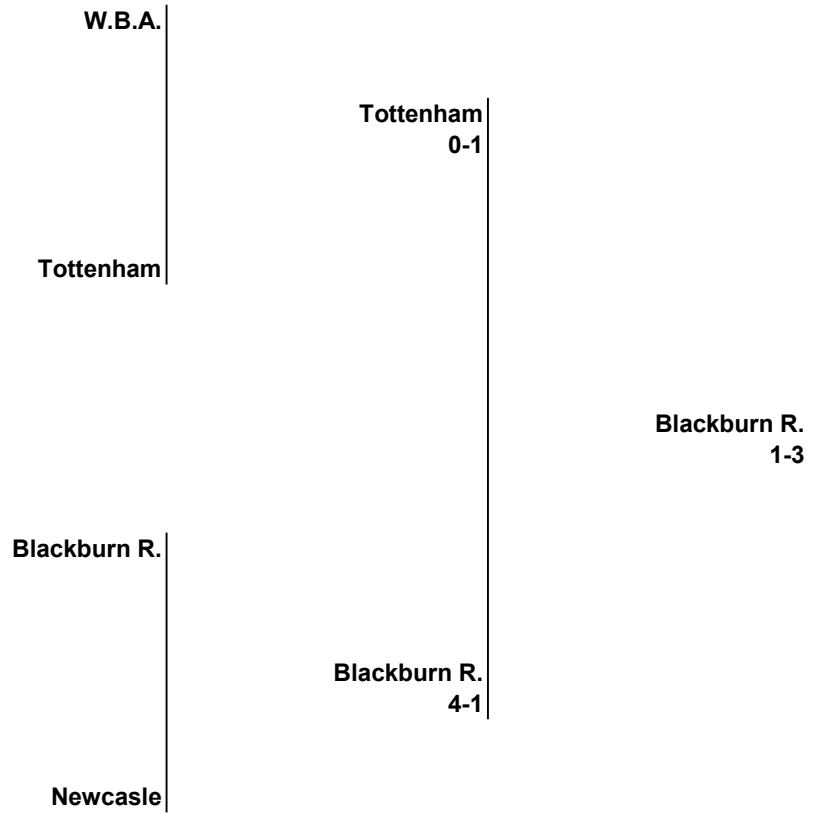 W.B.A.
Tottenham
0-1
Tottenham
Blackburn R.
1-3
Blackburn R.
Blackburn R.
4-1
Newcasle